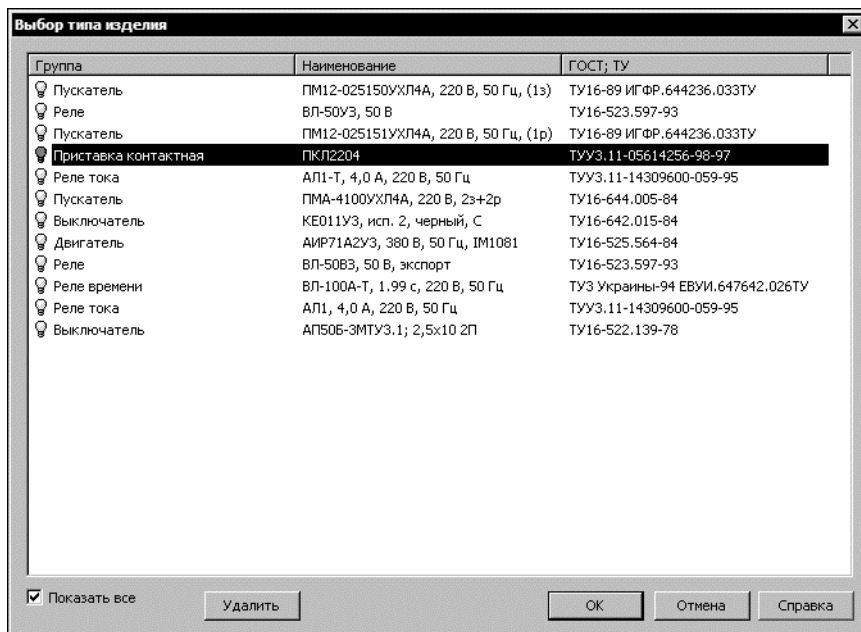 Выбор типа изделия
Группа Наименование ГОСТ; ТУ
Пускатель ПМ12-025150УХЛ4А, 220 В, 50 Гц, (1з) ТУ16-89 ИГФР.644236.033ТУ
Реле ВЛ-50УЗ, 50 В ТУ16-523.597-93
Пускатель ПМ12-025151УХЛ4А, 220 В, 50 Гц, (1р) ТУ16-89 ИГФР.644236.033ТУ
Приставка контактная ПКЛ2204 ТУУ3.11-05614256-98-97
Реле тока АЛ1-Т, 4,0 А, 220 В, 50 Гц ТУУ3.11-14309600-059-95
Пускатель ПМА-4100УХЛ4А, 220 В, 2з+2р ТУ16-644.005-84
Выключатель КЕ011У3, исп. 2, черный, С ТУ16-642.015-84
Двигатель АИР71А2У3, 380 В, 50 Гц, IM1081 ТУ16-525.564-84
Реле ВЛ-50ВЗ, 50 В, экспорт ТУ16-523.597-93
Реле времени ВЛ-100А-Т, 1.99 с, 220 В, 50 Гц ТУ3 Украины-94 ЕВУИ.647642.026ТУ
Реле тока АЛ1, 4,0 А, 220 В, 50 Гц ТУУ3.11-14309600-059-95
Выключатель АП50Б-3МТУ3.1; 2,5х10 2П ТУ16-522.139-78
Показать все Удалить ОК Отмена Справка